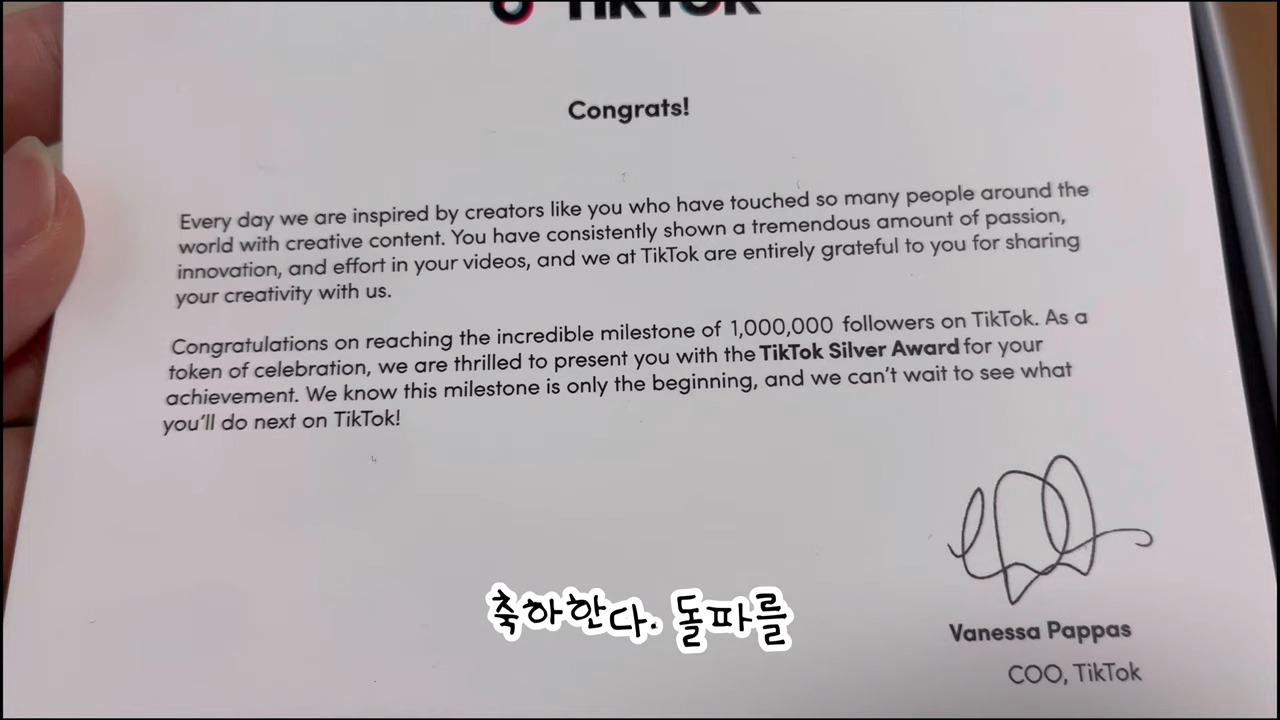 TikTok
Congrats!
Every day we are inspired by creators like you who have touched so many people around the
world with creative content. You have consistently shown a tremendous amount of passion,
innovation, and effort in your videos, and we at TikTok are entirely grateful to you for sharing
your creativity with us.
Congratulations on reaching the incredible milestone of 1,000,000 followers on TikTok. As a
token of celebration, we are thrilled to present you with the TikTok Silver Award for your
achievement. We know this milestone is only the beginning, and we can't wait to see what
you'll do next on TikTok!
Vanessa Pappas
COO, TikTok
축하한다. 돌파를